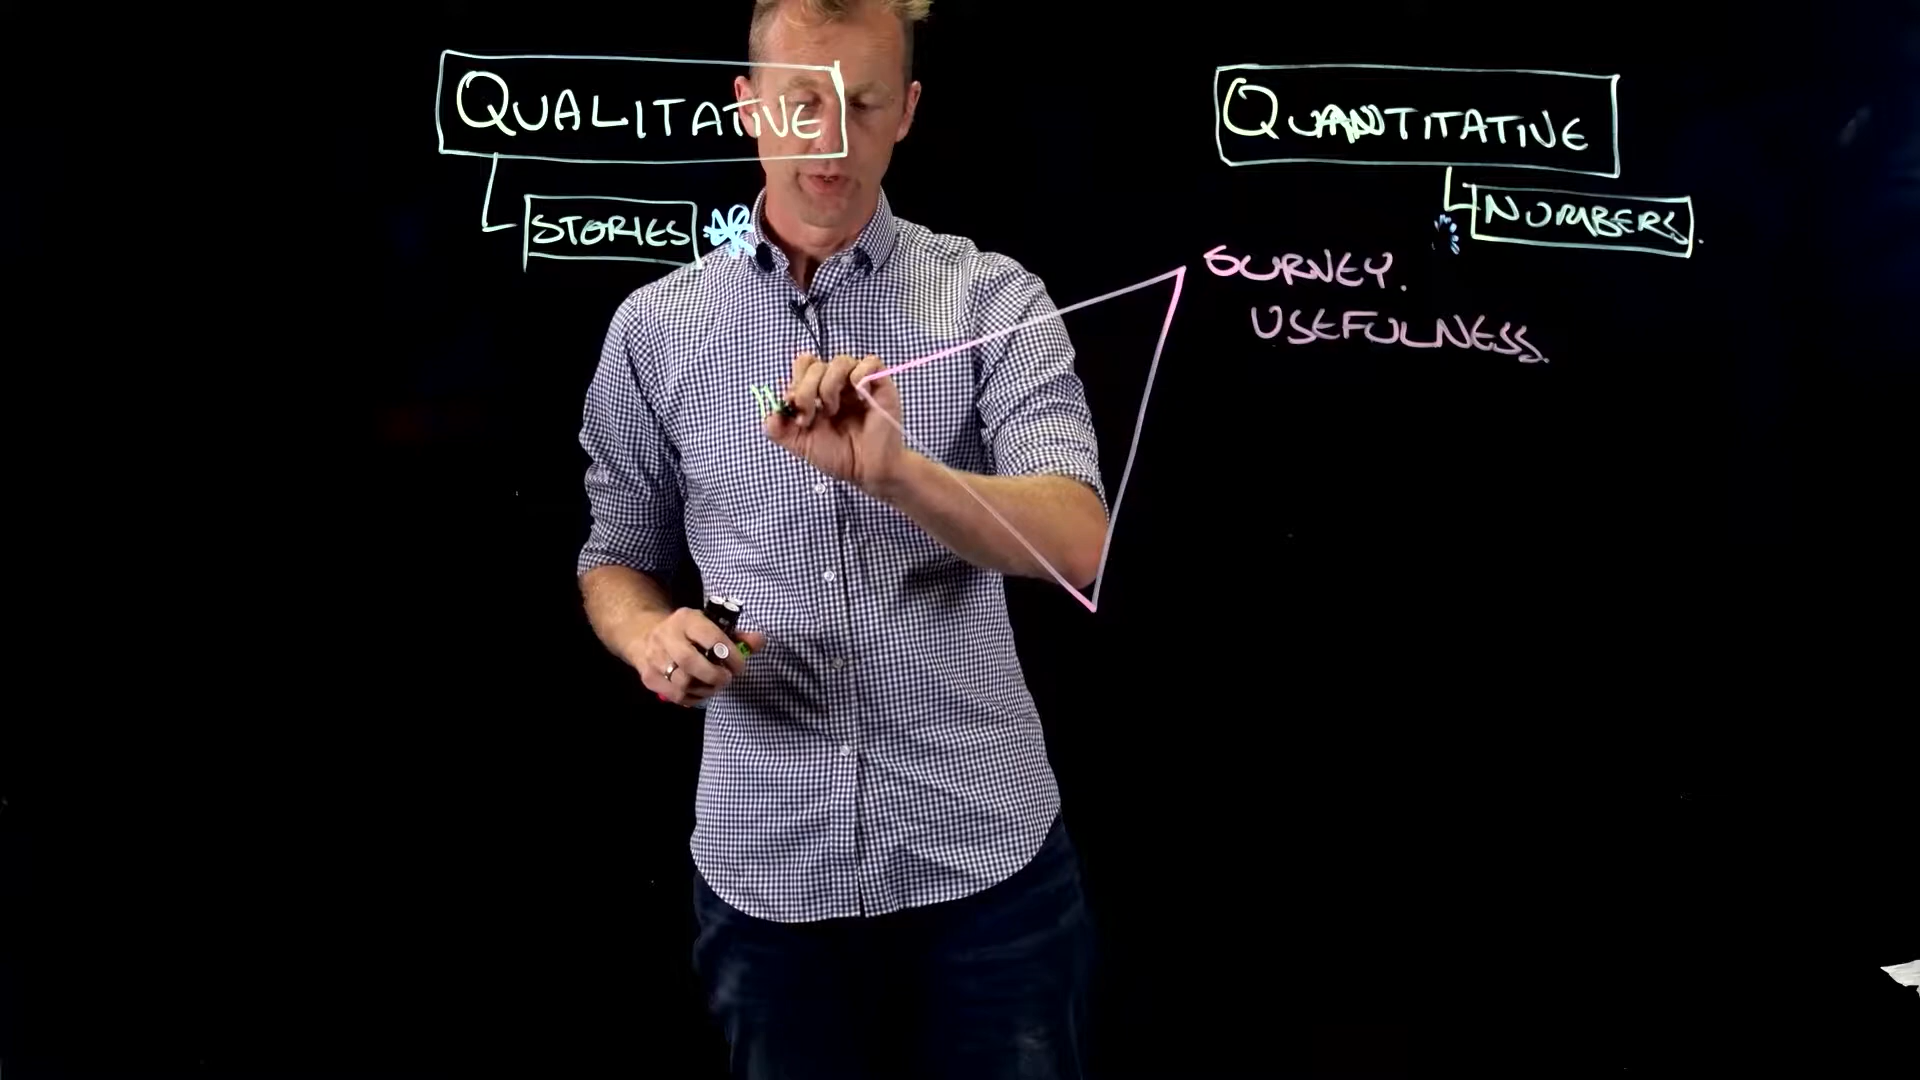 QUALITATIVE
STORIES
QUANTITATIVE
NUMBERS.
SURVEY.
USEFULNESS.